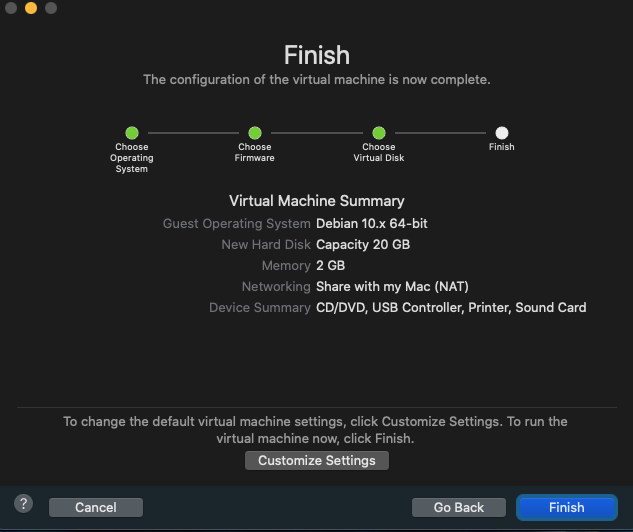 Finish
The configuration of the virtual machine is now complete.
Choose
Operating
System
Choose
Firmware
Choose
Virtual Disk
Finish
Virtual Machine Summary
Guest Operating System Debian 10.x 64-bit
New Hard Disk Capacity 20 GB
Memory 2 GB
Networking Share with my Mac (NAT)
Device Summary CD/DVD, USB Controller, Printer, Sound Card
To change the default virtual machine settings, click Customize Settings. To run the
virtual machine now, click Finish.
Customize Settings
? Cancel Go Back Finish